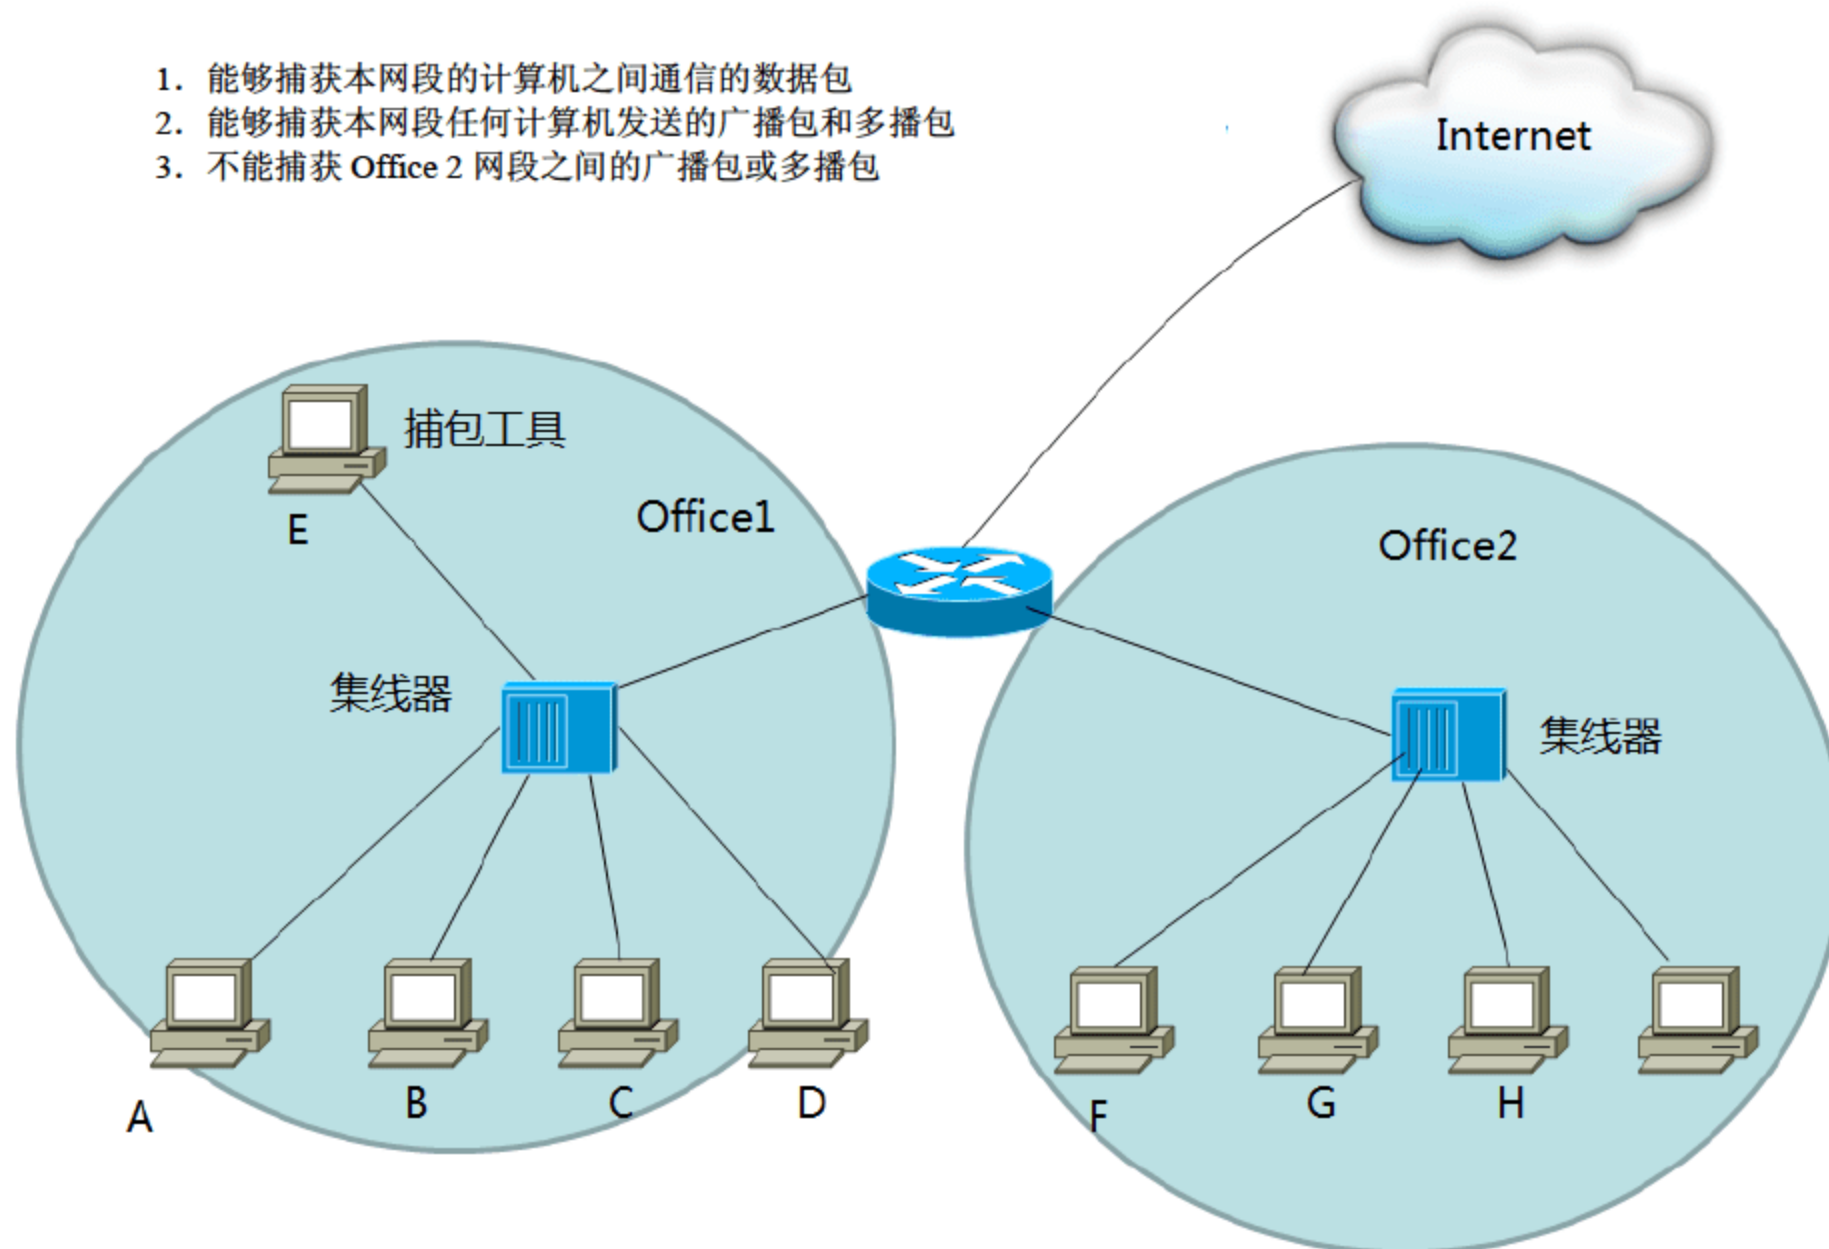 1. 能够捕获本网段的计算机之间通信的数据包
2. 能够捕获本网段任何计算机发送的广播包和多播包
3. 不能捕获 Office 2 网段之间的广播包或多播包
Internet
捕包工具
E
Office1
Office2
集线器
集线器
A
B
C
D
F
G
H